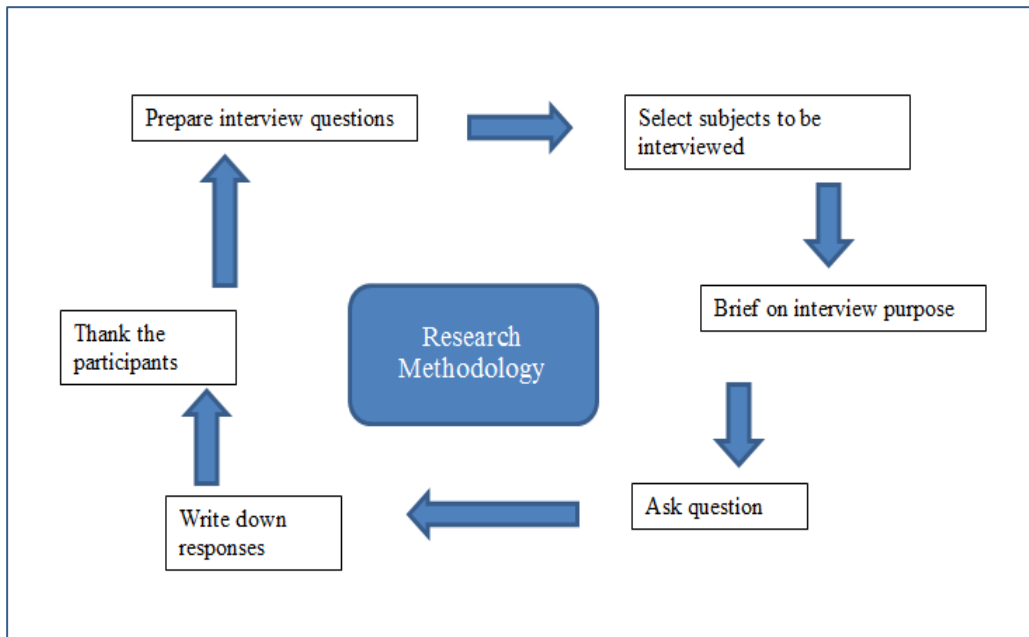 Prepare interview questions
Select subjects to be
interviewed
Brief on interview purpose
Research
Methodology
Thank the
participants
Ask question
Write down
responses